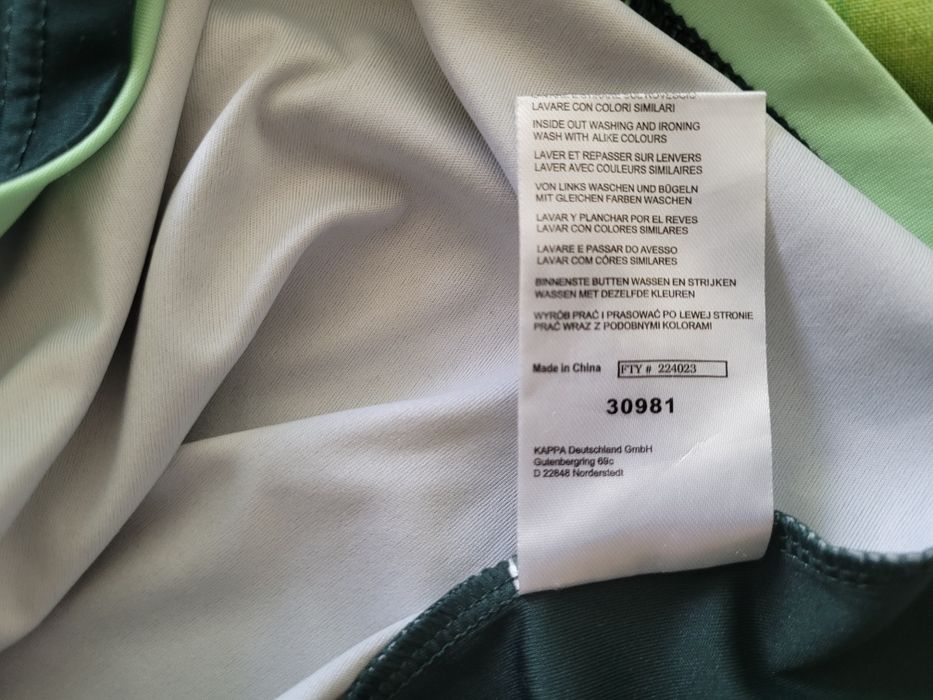 LAVARE CON COLORI SIMILARI
INSIDE OUT WASHING AND IRONING
WASH WITH ALIKE COLOURS
LAVER ET REPASSER SUR LENVERS
LAVER AVEC COULEURS SIMILAIRES
VON LINKS WASCHEN UND BÜGELN
MIT GLEICHEN FARBEN WASCHEN
LAVAR Y PLANCHAR POR EL REVES
LAVAR CON COLORES SIMILARES
LAVARE E PASSAR DO AVESSO
LAVAR COM CÓRES SIMILARES
BINNENSTE BUTTEN WASSEN EN STRIJKEN
WASSEN MET DEZELFDE KLEUREN
WYRÓB PRAĆ I PRASOWAĆ PO LEWEJ STRONIE
PRAĆ WRAZ Z PODOBNYMI KOLORAMI
Made in China FTY # 224023
30981
KAPPA Deutschland GmbH
Gutenbergring 69c
D 22848 Norderstedt